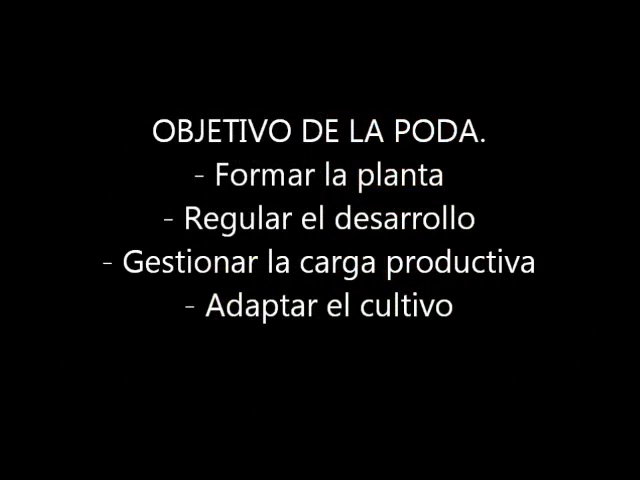 OBJETIVO DE LA PODA.
- Formar la planta
- Regular el desarrollo
- Gestionar la carga productiva
- Adaptar el cultivo